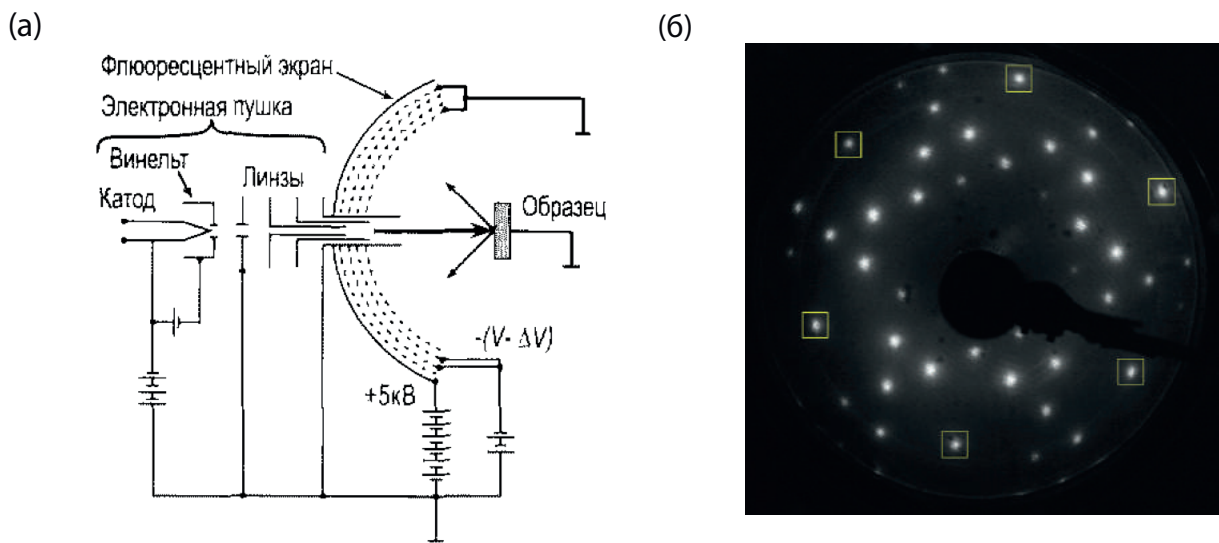 (а)
(б)
Флюоресцентный экран
Электронная пушка
Винельт
Линзы
Катод
Образец
-(V- ΔV)
+5кВ